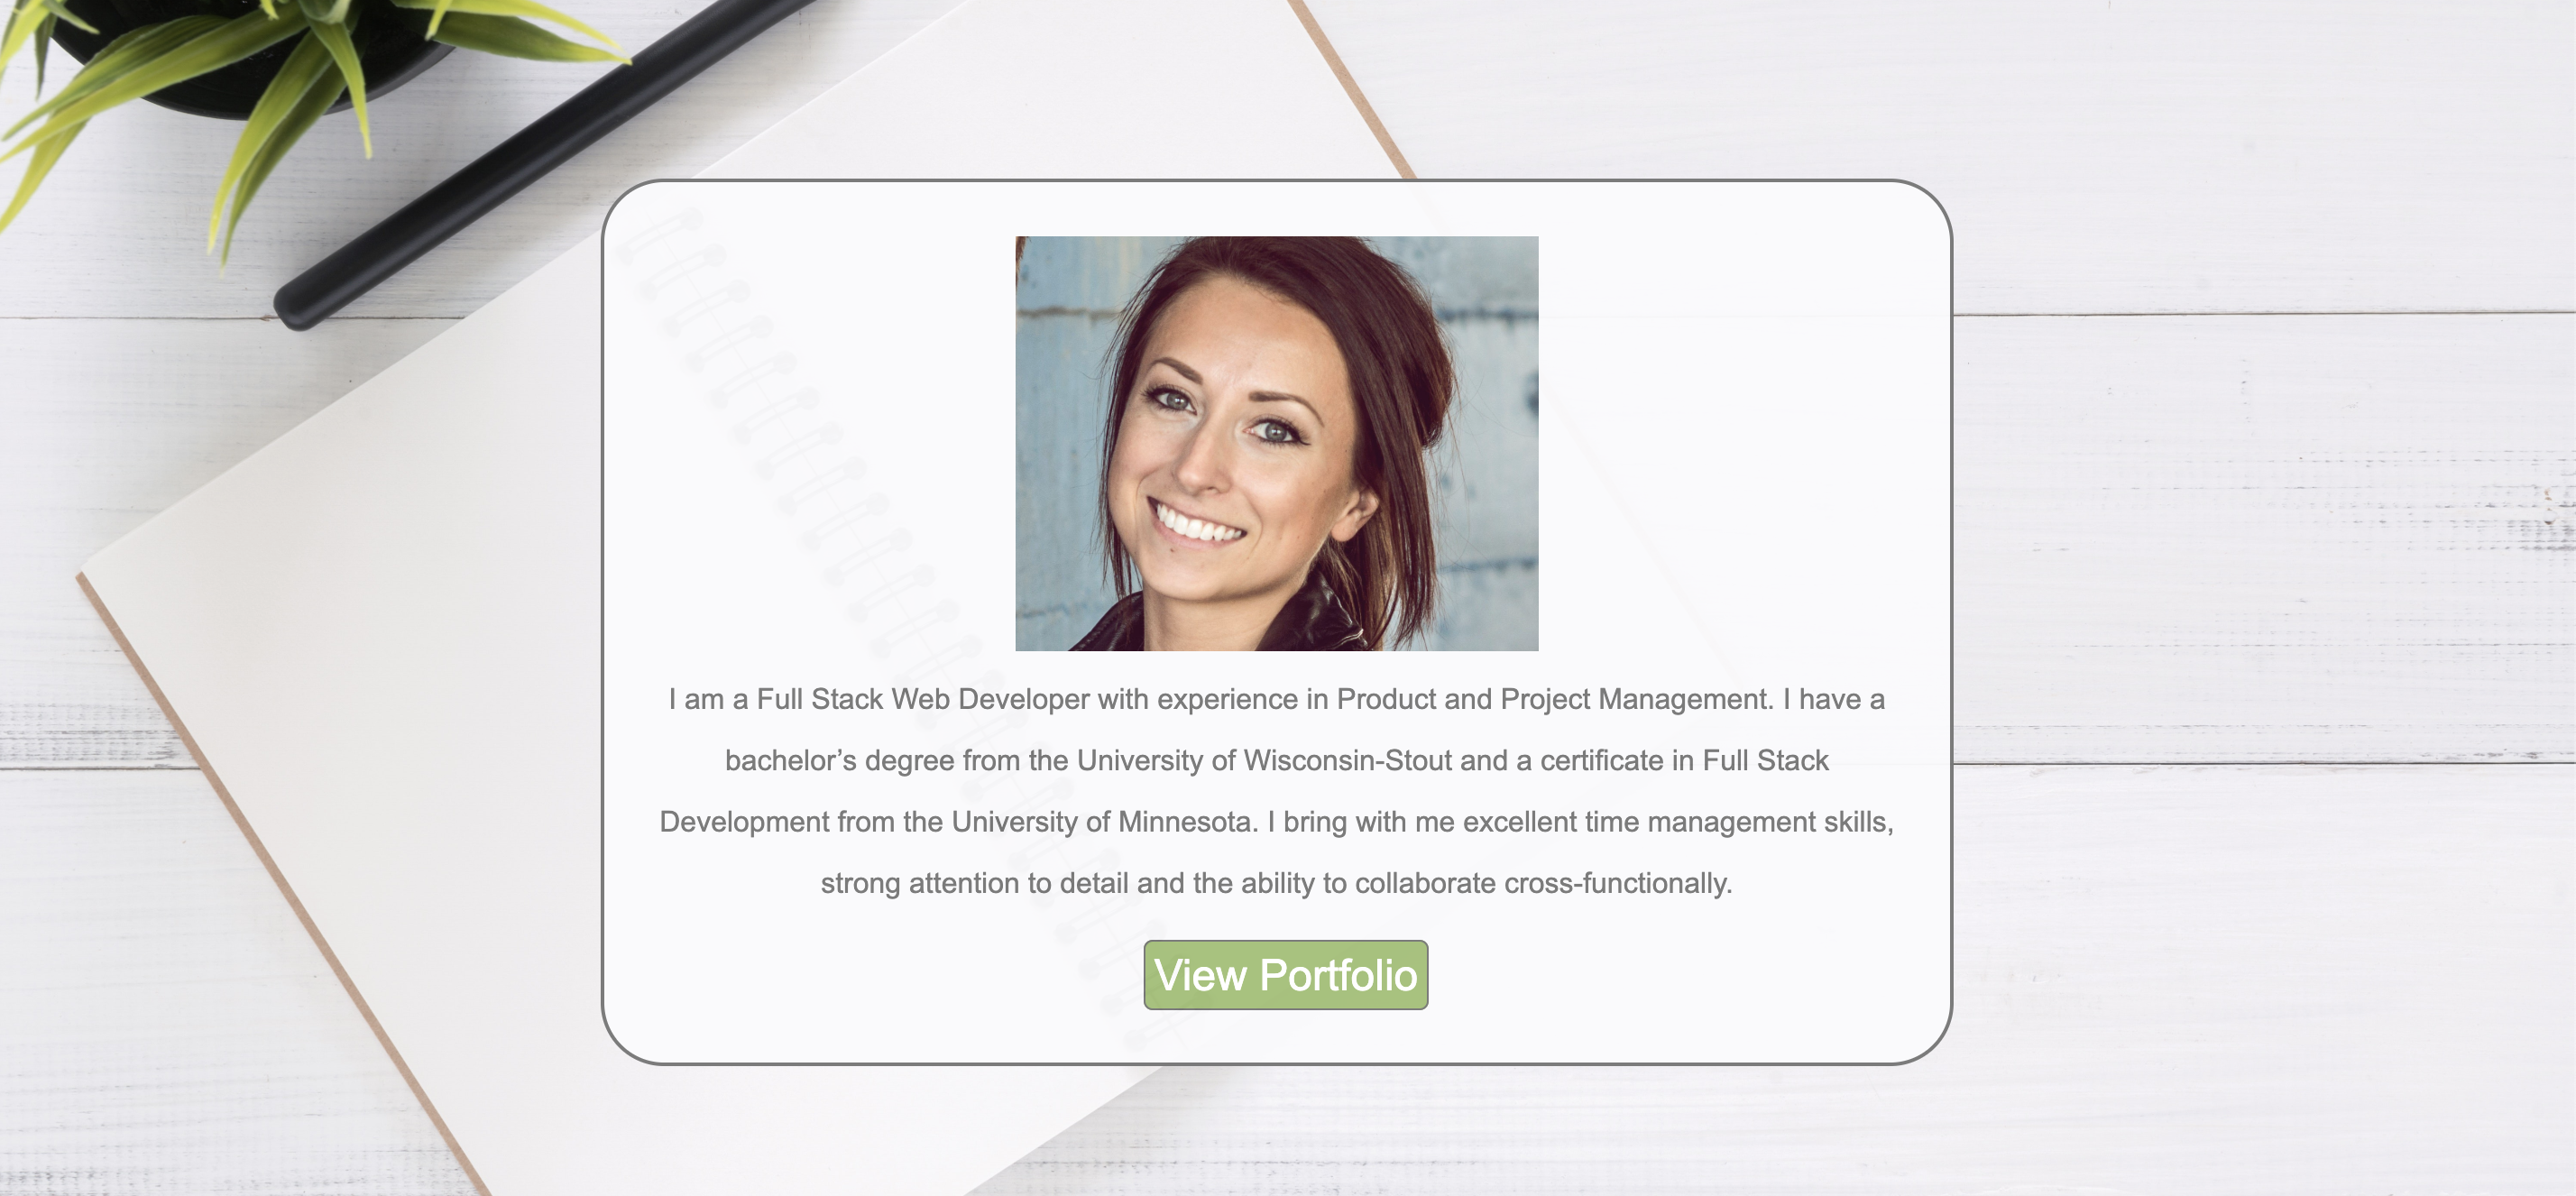 I am a Full Stack Web Developer with experience in Product and Project Management. I have a
bachelor’s degree from the University of Wisconsin-Stout and a certificate in Full Stack
Development from the University of Minnesota. I bring with me excellent time management skills,
strong attention to detail and the ability to collaborate cross-functionally.
View Portfolio